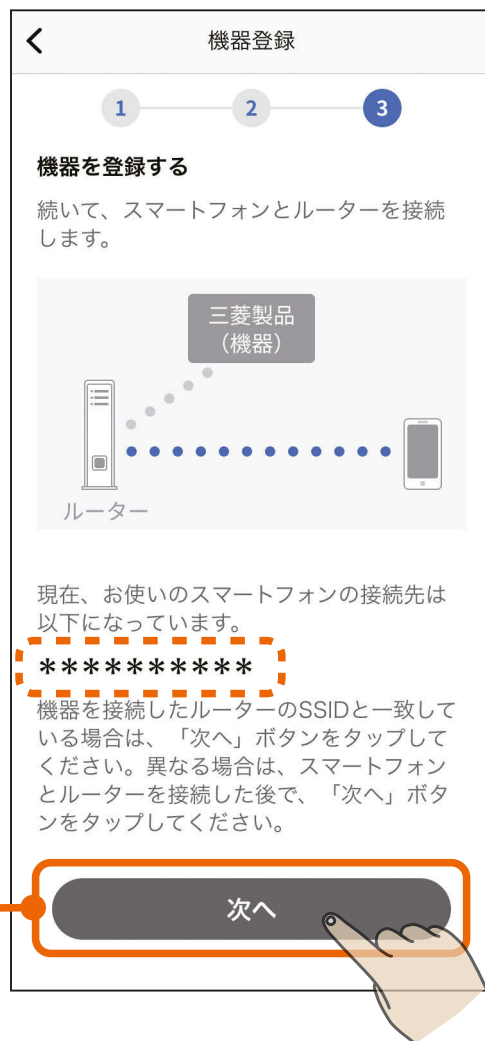 機器登録
1 2 3
機器を登録する
続いて、スマートフォンとルーターを接続
します。
三菱製品
（機器）
ルーター
現在、お使いのスマートフォンの接続先は
以下になっています。
**********
機器を接続したルーターのSSIDと一致して
いる場合は、「次へ」ボタンをタップして
ください。異なる場合は、スマートフォン
とルーターを接続した後で、「次へ」ボタ
ンをタップしてください。
次へ